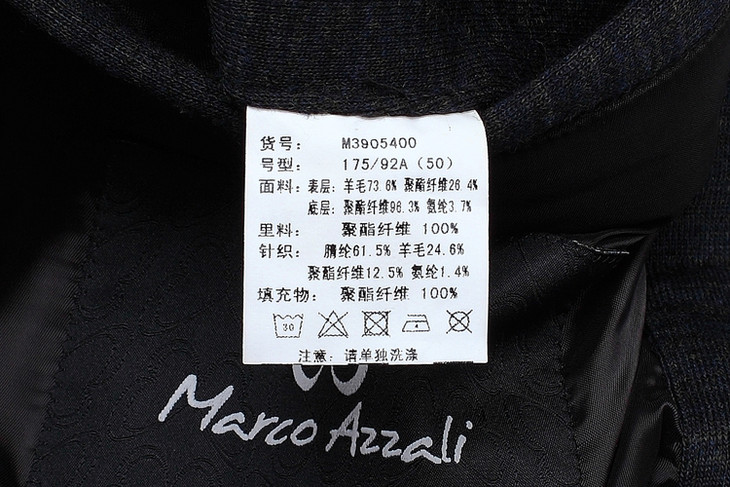 货号： M3905400
号型： 175/92A（50）
面料：表层：羊毛73.6% 聚酯纤维26.4%
底层：聚酯纤维96.3% 氨纶3.7%
里料： 聚酯纤维 100%
针织： 腈纶61.5% 羊毛24.6%
聚酯纤维12.5% 氨纶1.4%
填充物： 聚酯纤维 100%
30
注意：请单独洗涤
Marco Azzali